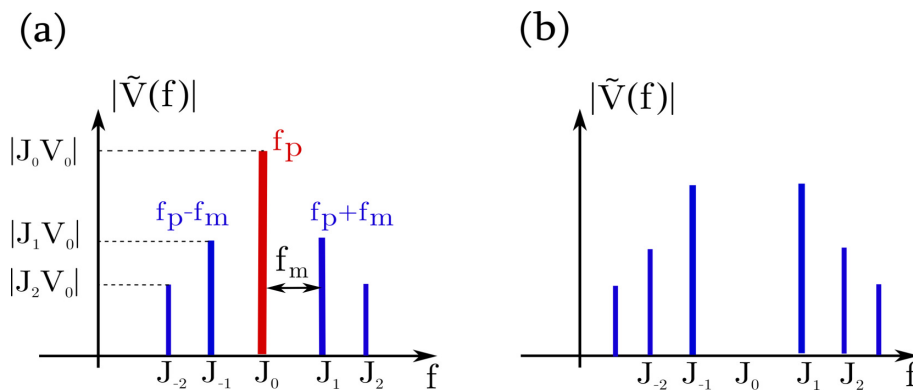 (a)
|Ṽ(f)|
|J₀V₀|
fₚ
fₚ-fₘ
fₚ+fₘ
|J₁V₀|
fₘ
|J₂V₀|
J₋₂ J₋₁ J₀ J₁ J₂ f
(b)
|Ṽ(f)|
J₋₂ J₋₁ J₀ J₁ J₂ f